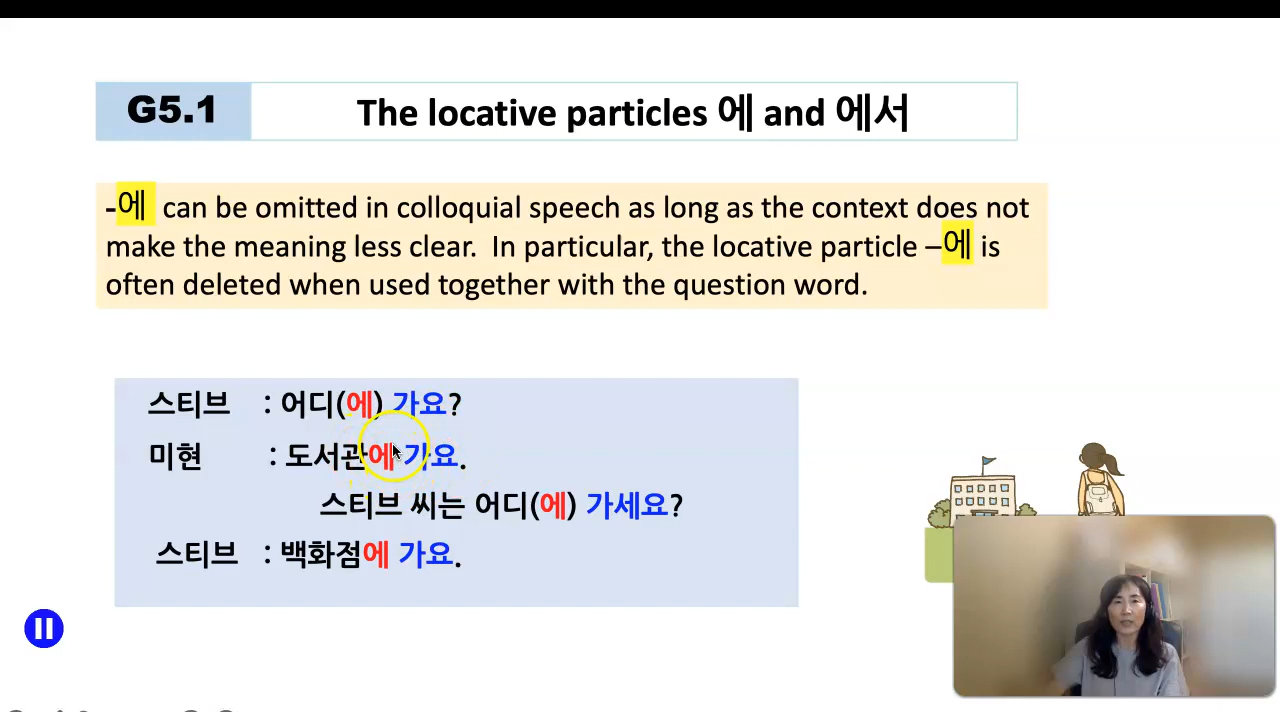 G5.1
The locative particles 에 and 에서
-에 can be omitted in colloquial speech as long as the context does not
make the meaning less clear. In particular, the locative particle –에 is
often deleted when used together with the question word.
스티브 : 어디(에) 가요?
미현 : 도서관에 가요.
스티브 씨는 어디(에) 가세요?
스티브 : 백화점에 가요.